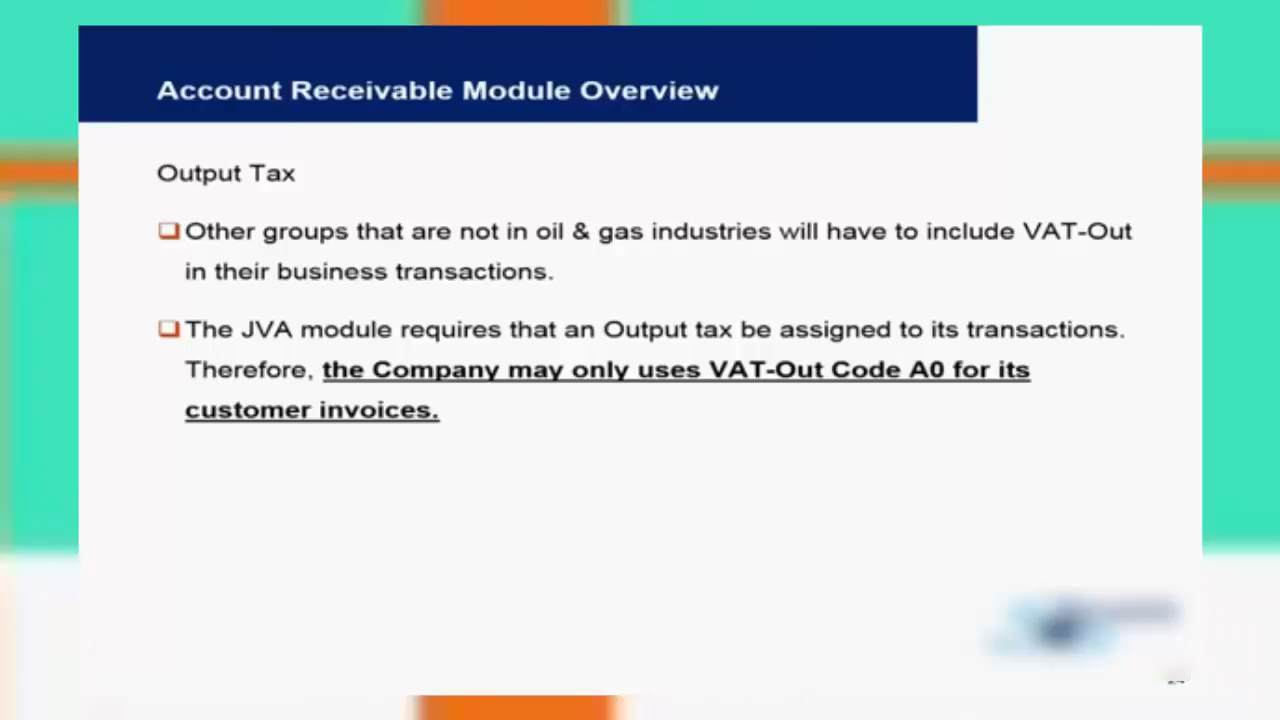 Account Receivable Module Overview
Output Tax
Other groups that are not in oil & gas industries will have to include VAT-Out
in their business transactions.
The JVA module requires that an Output tax be assigned to its transactions.
Therefore, the Company may only uses VAT-Out Code A0 for its
customer invoices.